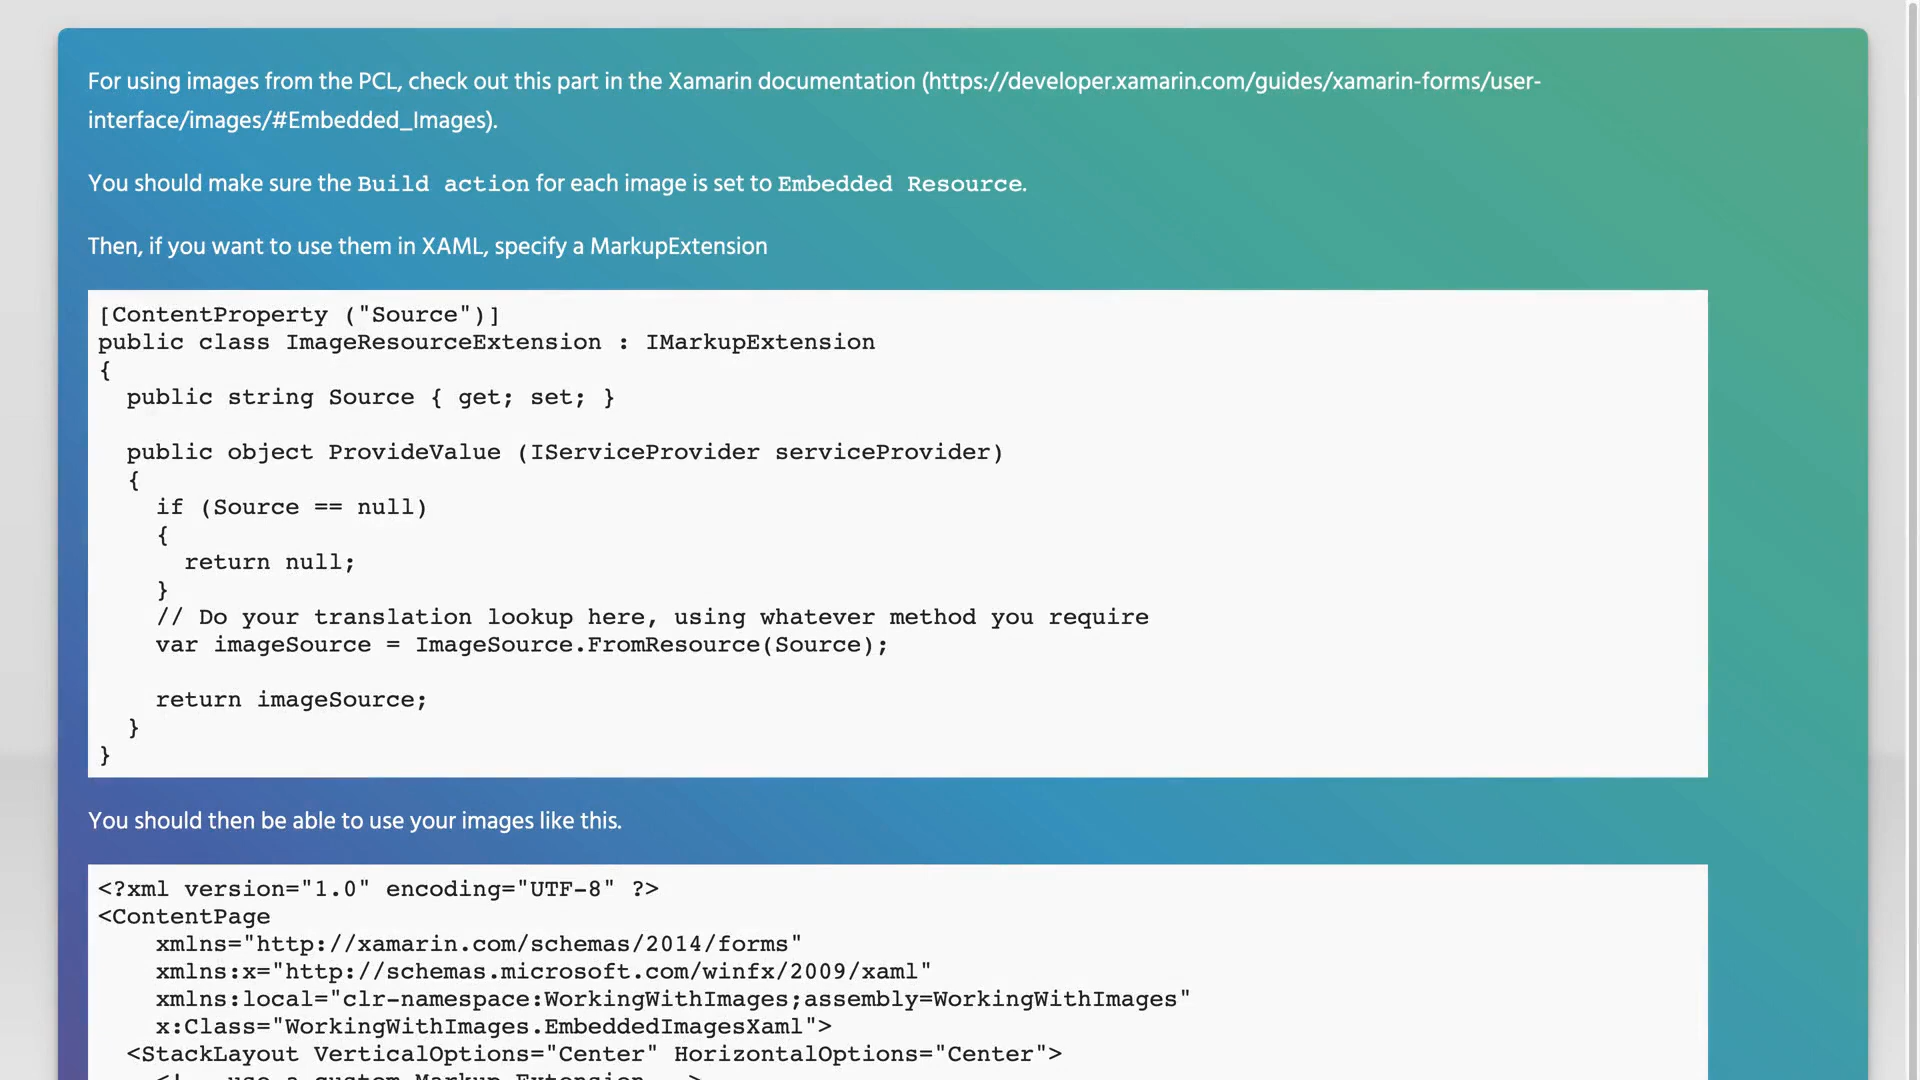 For using images from the PCL, check out this part in the Xamarin documentation (https://developer.xamarin.com/guides/xamarin-forms/user-
interface/images/#Embedded_Images).
You should make sure the Build action for each image is set to Embedded Resource.
Then, if you want to use them in XAML, specify a MarkupExtension
[ContentProperty ("Source")]
public class ImageResourceExtension : IMarkupExtension
{
  public string Source { get; set; }

  public object ProvideValue (IServiceProvider serviceProvider)
  {
    if (Source == null)
    {
      return null;
    }
    // Do your translation lookup here, using whatever method you require
    var imageSource = ImageSource.FromResource(Source);

    return imageSource;
  }
}
You should then be able to use your images like this.
<?xml version="1.0" encoding="UTF-8" ?>
<ContentPage
    xmlns="http://xamarin.com/schemas/2014/forms"
    xmlns:x="http://schemas.microsoft.com/winfx/2009/xaml"
    xmlns:local="clr-namespace:WorkingWithImages;assembly=WorkingWithImages"
    x:Class="WorkingWithImages.EmbeddedImagesXaml">
  <StackLayout VerticalOptions="Center" HorizontalOptions="Center">
    <!-- use a custom Markup Extension -->